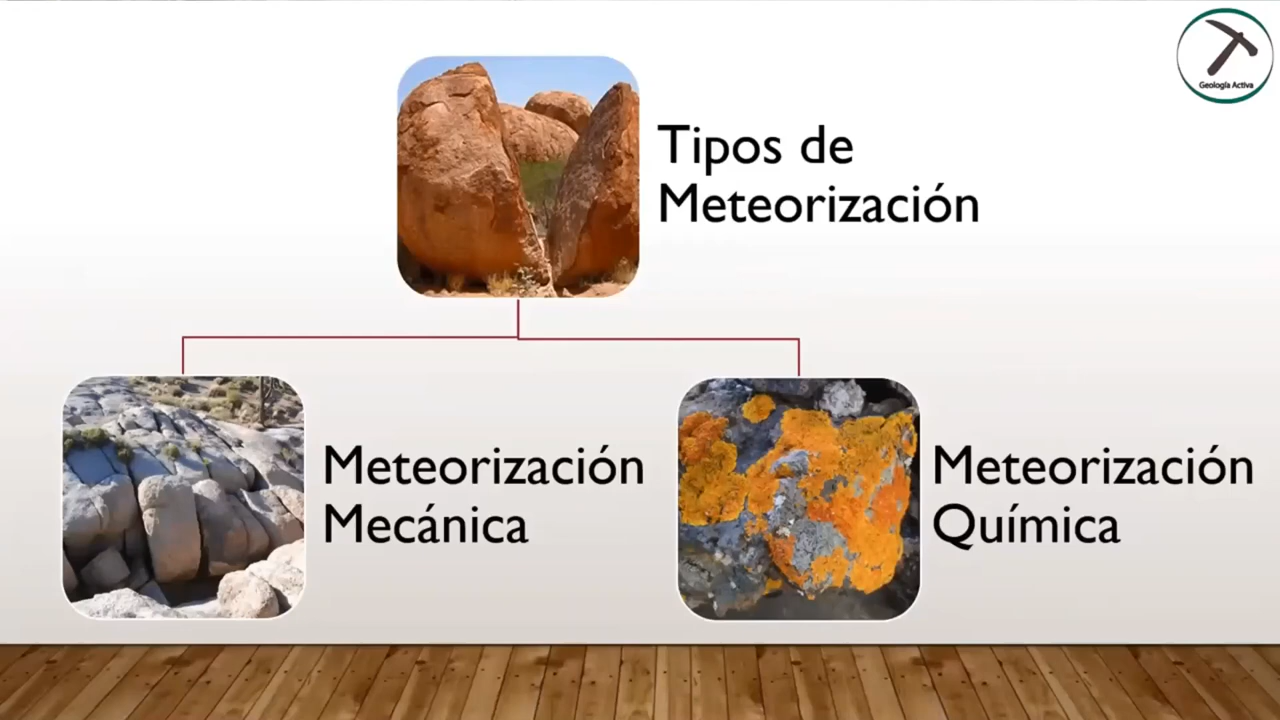 Geología Activa
Tipos de
Meteorización
Meteorización
Mecánica
Meteorización
Química